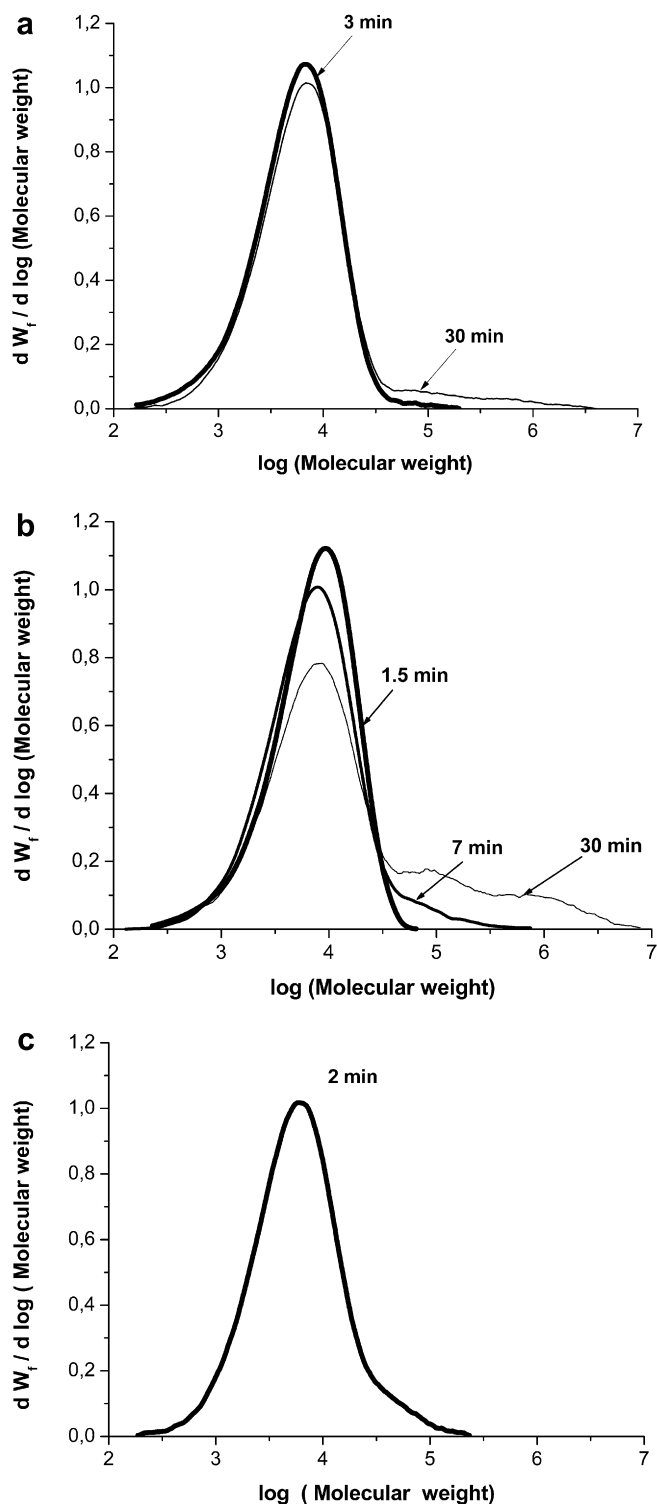 a
3 min
1,2
1,0
0,8
0,6
0,4
0,2
0,0
d W_f / d log (Molecular weight)
30 min
2 3 4 5 6 7
log (Molecular weight)
b
1,2
1,0
0,8
0,6
0,4
0,2
0,0
d W_f / d log (Molecular weight)
1.5 min
7 min
30 min
2 3 4 5 6 7
log (Molecular weight)
c
1,2
1,0
0,8
0,6
0,4
0,2
0,0
d W_f / d log ( Molecular weight)
2 min
2 3 4 5 6 7
log ( Molecular weight)